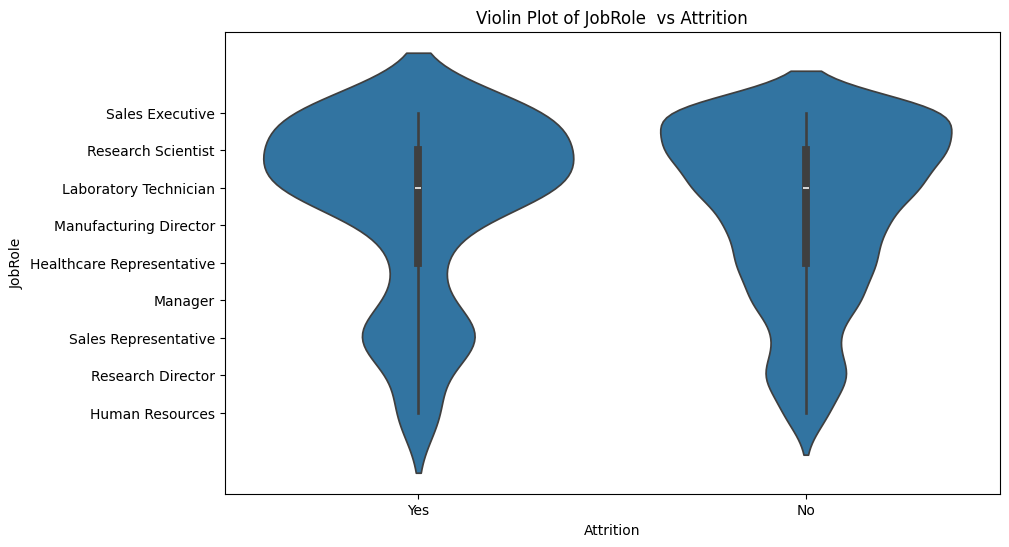 Violin Plot of JobRole  vs Attrition
JobRole
Sales Executive
Research Scientist
Laboratory Technician
Manufacturing Director
Healthcare Representative
Manager
Sales Representative
Research Director
Human Resources
Yes
No
Attrition